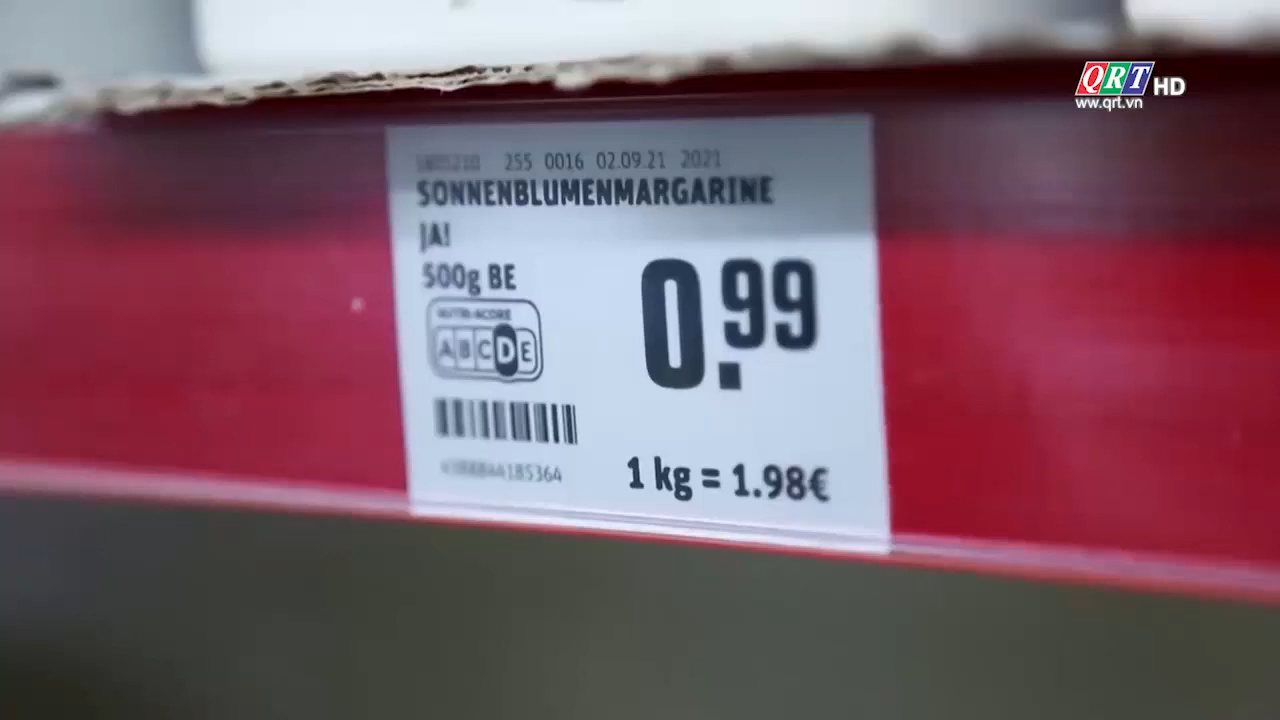 QRT HD
www.qrt.vn
255 0016 02.09.21 2021
SONNENBLUMENMARGARINE
JA!
500g BE
0.99
NUTRI-SCORE
A B C D E
1 kg = 1.98€